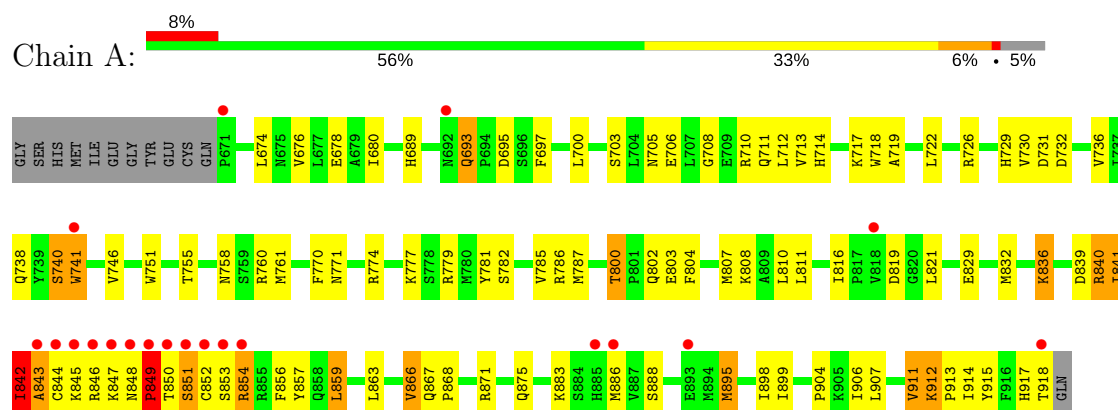 8%
Chain A:
56% 33% 6% • 5%
GLY SER HIS MET ILE GLU GLY TYR GLU CYS GLN P671 L674 N675 V676 L677 E678 A679 I680 H689 N692 Q693 P694 D695 S696 F697 L700 S703 L704 N705 E706 L707 G708 E709 R710 Q711 L712 V713 H714 K717 W718 A719 L722 R726 H729 V730 D731 D732 V736 I737
Q738 Y739 S740 W741 V746 W751 T755 N758 S759 R760 M761 F770 N771 R774 K777 S778 R779 M780 Y781 S782 V785 R786 M787 T800 P801 Q802 E803 F804 M807 K808 A809 L810 L811 I816 P817 V818 D819 G820 L821 E829 M832 K836 D839 R840 I841
I842 A843 C844 K845 R846 K847 N848 P849 T850 S851 C852 S853 R854 R855 F856 Y857 Q858 L859 L863 V866 Q867 P868 R871 Q875 K883 S884 H885 M886 V887 S888 E893 M894 M895 I898 I899 P904 K905 I906 L907 V911 K912 P913 I914 Y915 F916 H917 T918 GLN